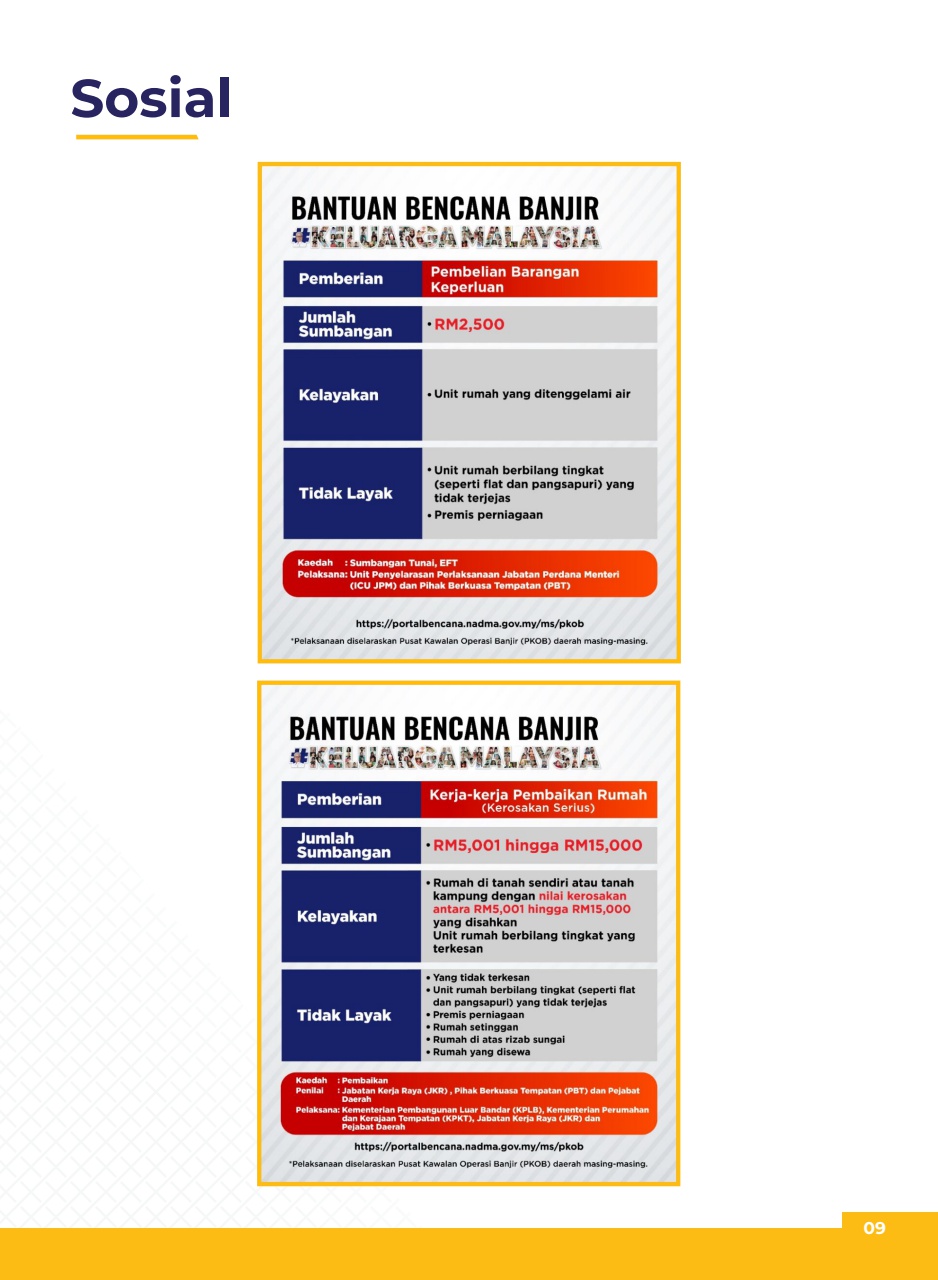 Sosial
BANTUAN BENCANA BANJIR
#KELUARGAMALAYSIA
Pemberian
Pembelian Barangan
Keperluan
Jumlah
Sumbangan
• RM2,500
Kelayakan
• Unit rumah yang ditenggelami air
Tidak Layak
• Unit rumah berbilang tingkat
(seperti flat dan pangsapuri) yang
tidak terjejas
• Premis perniagaan
Kaedah : Sumbangan Tunai, EFT
Pelaksana: Unit Penyelarasan Perlaksanaan Jabatan Perdana Menteri
(ICU JPM) dan Pihak Berkuasa Tempatan (PBT)
https://portalbencana.nadma.gov.my/ms/pkob
*Pelaksanaan diselaraskan Pusat Kawalan Operasi Banjir (PKOB) daerah masing-masing.
BANTUAN BENCANA BANJIR
#KELUARGAMALAYSIA
Pemberian
Kerja-kerja Pembaikan Rumah
(Kerosakan Serius)
Jumlah
Sumbangan
• RM5,001 hingga RM15,000
Kelayakan
• Rumah di tanah sendiri atau tanah
kampung dengan nilai kerosakan
antara RM5,001 hingga RM15,000
yang disahkan
Unit rumah berbilang tingkat yang
terkesan
Tidak Layak
• Yang tidak terkesan
• Unit rumah berbilang tingkat (seperti flat
dan pangsapuri) yang tidak terjejas
• Premis perniagaan
• Rumah setinggan
• Rumah di atas rizab sungai
• Rumah yang disewa
Kaedah : Pembaikan
Penilai : Jabatan Kerja Raya (JKR) , Pihak Berkuasa Tempatan (PBT) dan Pejabat
Daerah
Pelaksana: Kementerian Pembangunan Luar Bandar (KPLB), Kementerian Perumahan
dan Kerajaan Tempatan (KPKT), Jabatan Kerja Raya (JKR) dan
Pejabat Daerah
https://portalbencana.nadma.gov.my/ms/pkob
*Pelaksanaan diselaraskan Pusat Kawalan Operasi Banjir (PKOB) daerah masing-masing.
09